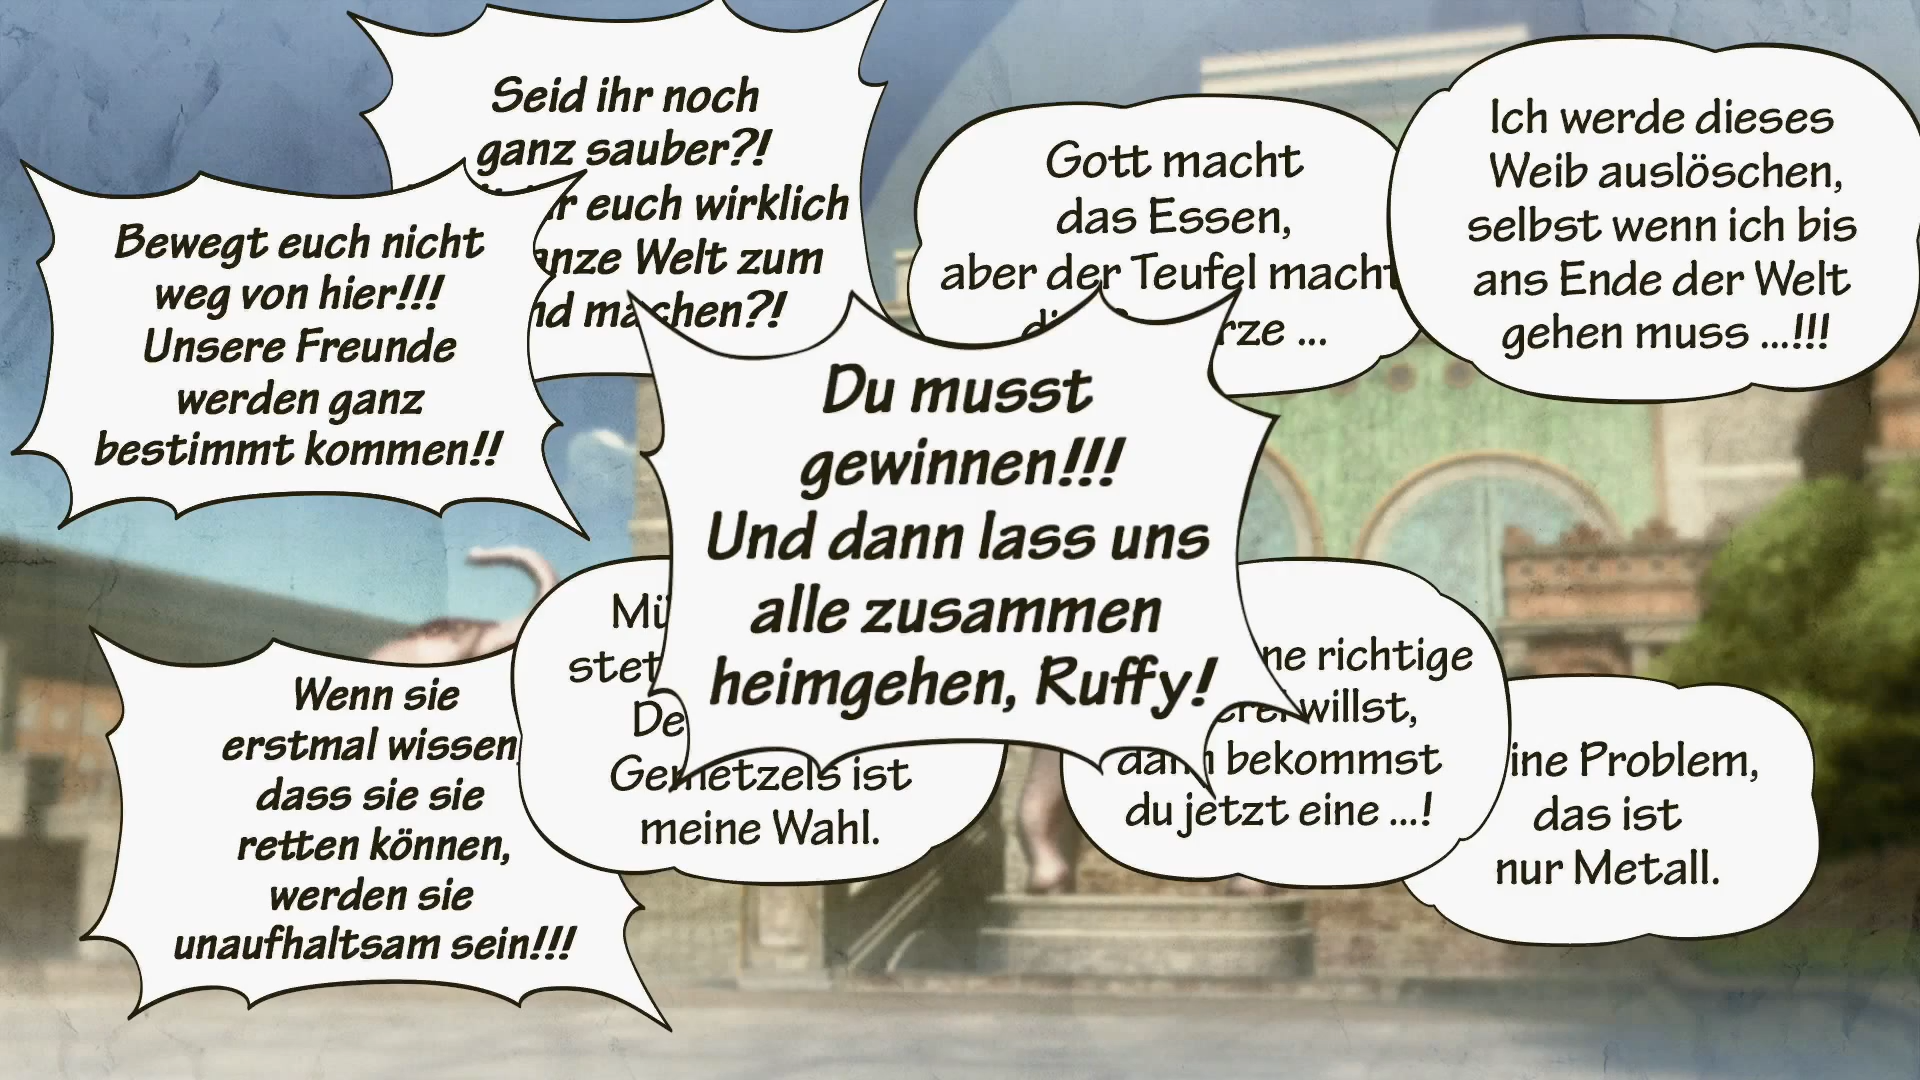 Seid ihr noch
ganz sauber?!
euch wirklich
Welt zum
machen?!
Bewegt euch nicht
weg von hier!!!
Unsere Freunde
werden ganz
bestimmt kommen!!
Gott macht
das Essen,
aber der Teufel macht
...
Ich werde dieses
Weib auslöschen,
selbst wenn ich bis
ans Ende der Welt
gehen muss ...!!!
Du musst
gewinnen!!!
Und dann lass uns
alle zusammen
heimgehen, Ruffy!
Wenn sie
erstmal wissen,
dass sie sie
retten können,
werden sie
unaufhaltsam sein!!!
Gemetzels ist
meine Wahl.
richtige
willst,
dann bekommst
du jetzt eine ...!
Problem,
das ist
nur Metall.